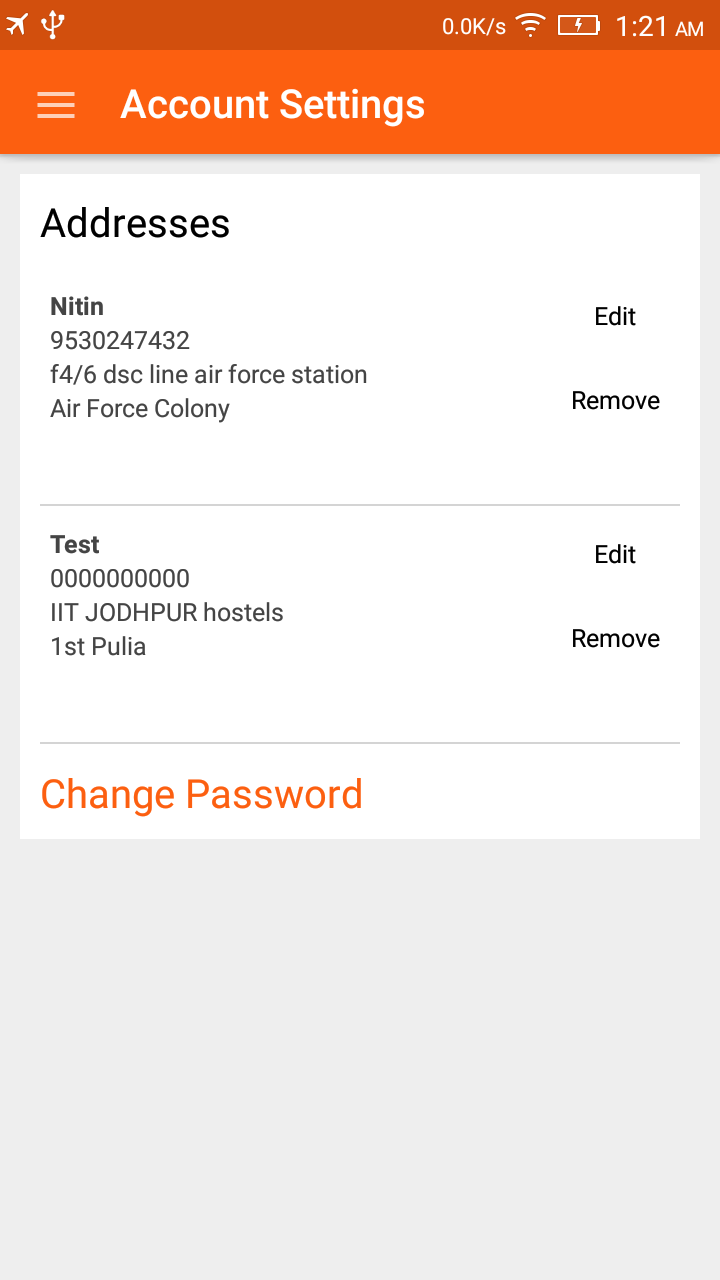 0.0K/s 1:21 AM
Account Settings
Addresses
Nitin
9530247432
f4/6 dsc line air force station
Air Force Colony
Edit
Remove
Test
0000000000
IIT JODHPUR hostels
1st Pulia
Edit
Remove
Change Password